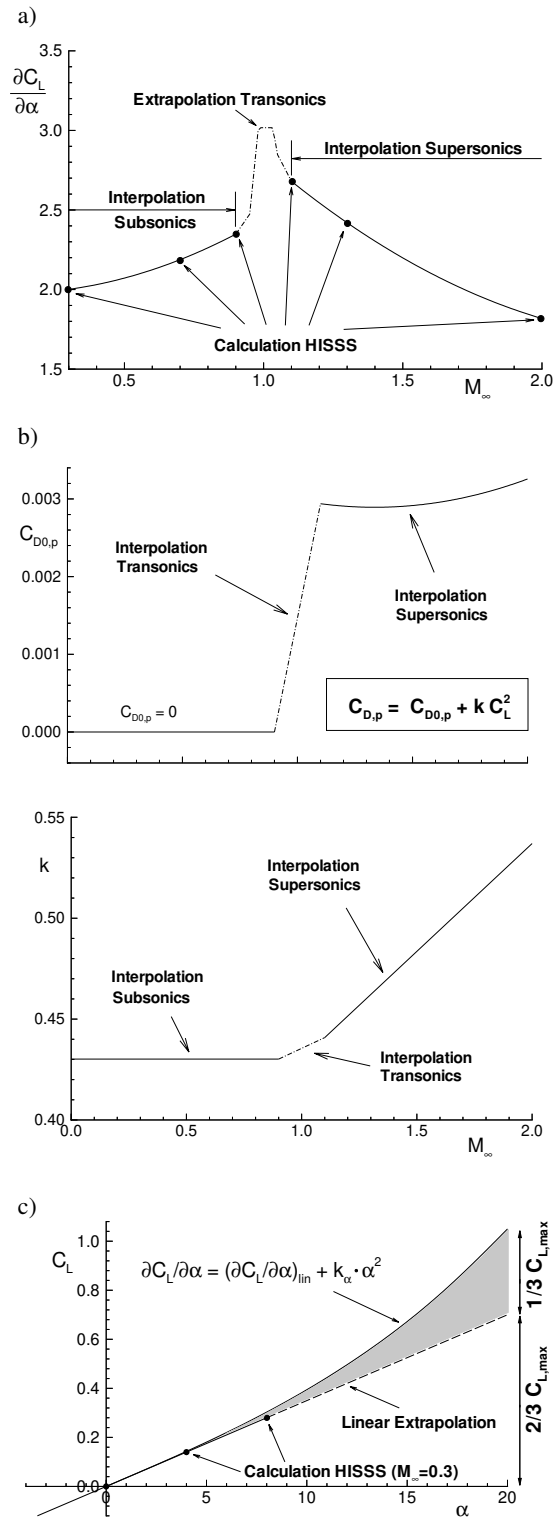 a)
3.5
∂C_L/∂α
Extrapolation Transonics
3.0
Interpolation Supersonics
Interpolation
Subsonics
2.5
2.0
Calculation HISSS
1.5
0.5 1.0 1.5 2.0
M_∞
b)
0.003
C_D0,p
Interpolation
Transonics
0.002
Interpolation
Supersonics
0.001
C_D0,p = 0
C_D,p = C_D0,p + k C_L^2
0.000
0.55
k
Interpolation
Supersonics
0.50
Interpolation
Subsonics
0.45
Interpolation
Transonics
0.40
0.0 0.5 1.0 1.5 2.0
M_∞
c)
1.0
C_L
∂C_L/∂α = (∂C_L/∂α)_lin + k_α·α^2
1/3 C_L,max
0.8
0.6
0.4
Linear Extrapolation
2/3 C_L,max
0.2
Calculation HISSS (M_∞=0.3)
0.0
0 5 10 15 20
α